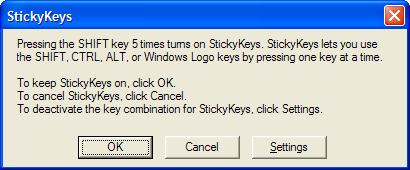 StickyKeys
Pressing the SHIFT key 5 times turns on StickyKeys. StickyKeys lets you use
the SHIFT, CTRL, ALT, or Windows Logo keys by pressing one key at a time.
To keep StickyKeys on, click OK.
To cancel StickyKeys, click Cancel.
To deactivate the key combination for StickyKeys, click Settings.
OK Cancel Settings